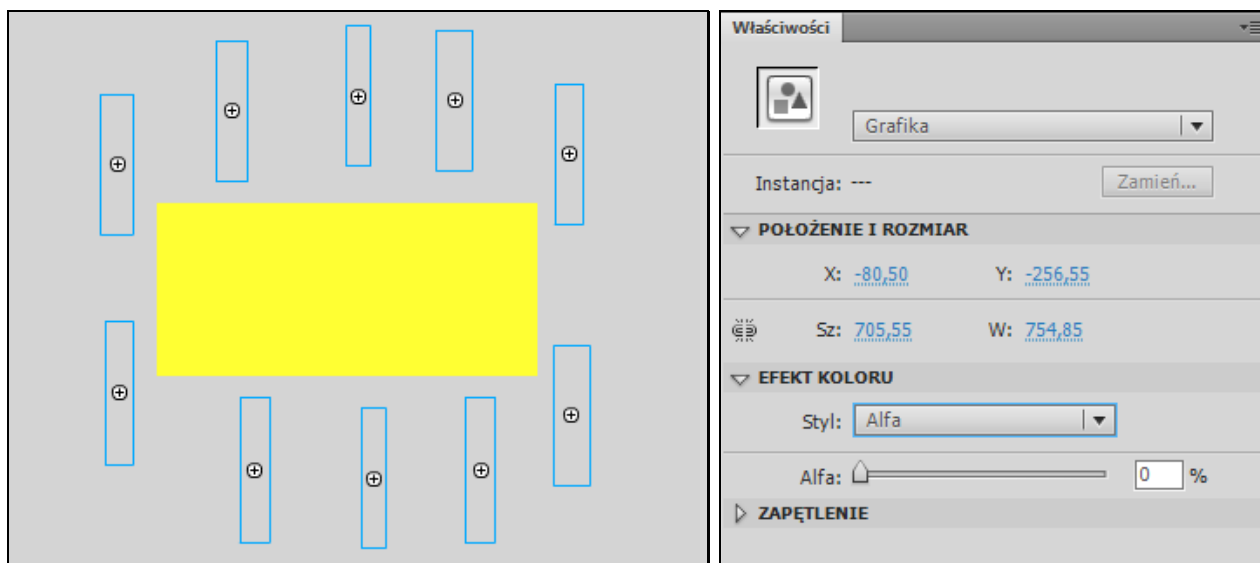 Właściwości
Grafika
Instancja: ---
Zamień...
POŁOŻENIE I ROZMIAR
X: -80,50 Y: -256,55
Sz: 705,55 W: 754,85
EFEKT KOLORU
Styl: Alfa
Alfa: 0 %
ZAPĘTLENIE